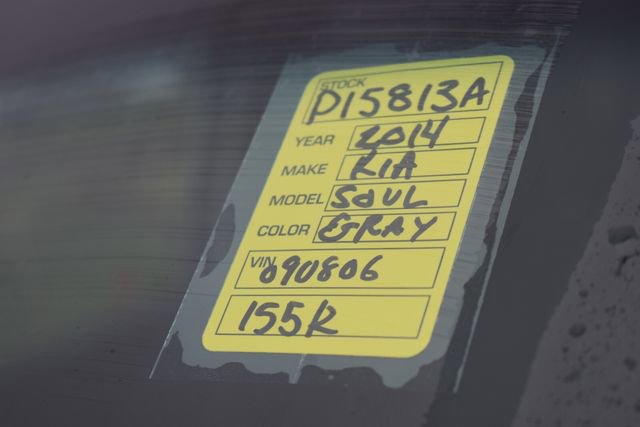 STOCK P15813A
YEAR 2014
MAKE KIA
MODEL SOUL
COLOR GRAY
VIN 090806
155K